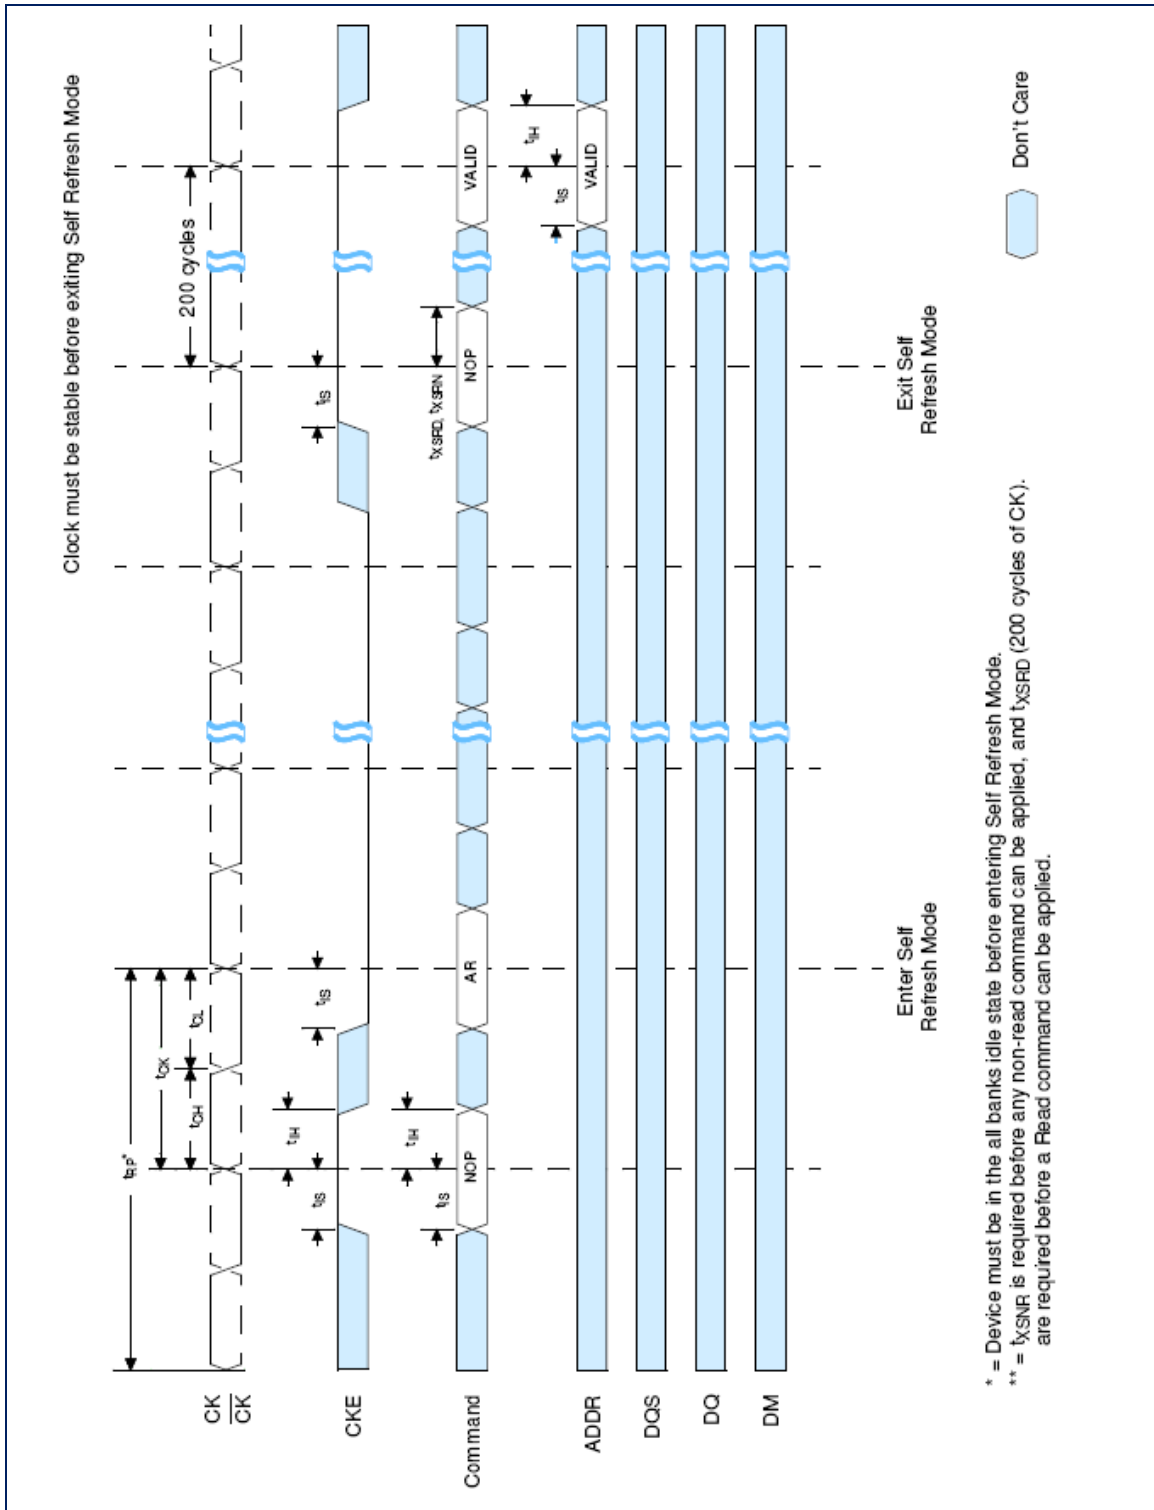 Clock must be stable before exiting Self Refresh Mode
tRP*
tCK
tCH
tCL
200 cycles
CK
CK
tIS
tIH
tIS
tIS
CKE
tIS
tIH
tXSRD, tXSRN
Command
NOP
AR
NOP
VALID
tIH
tIS
ADDR
VALID
DQS
DQ
DM
Enter Self
Refresh Mode
Exit Self
Refresh Mode
* = Device must be in the all banks idle state before entering Self Refresh Mode.
** = tXSNR is required before any non-read command can be applied, and tXSRD (200 cycles of CK).
are required before a Read command can be applied.
Don't Care